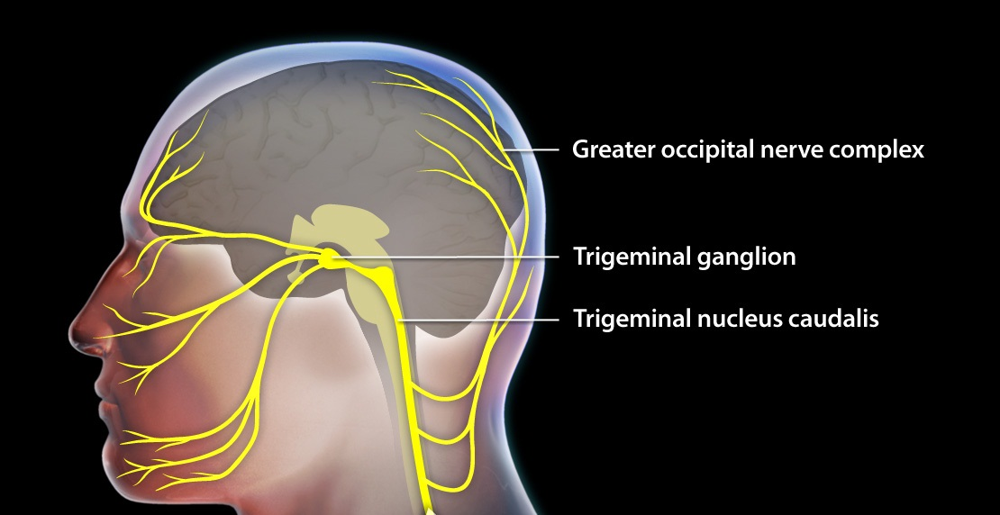 Greater occipital nerve complex
Trigeminal ganglion
Trigeminal nucleus caudalis